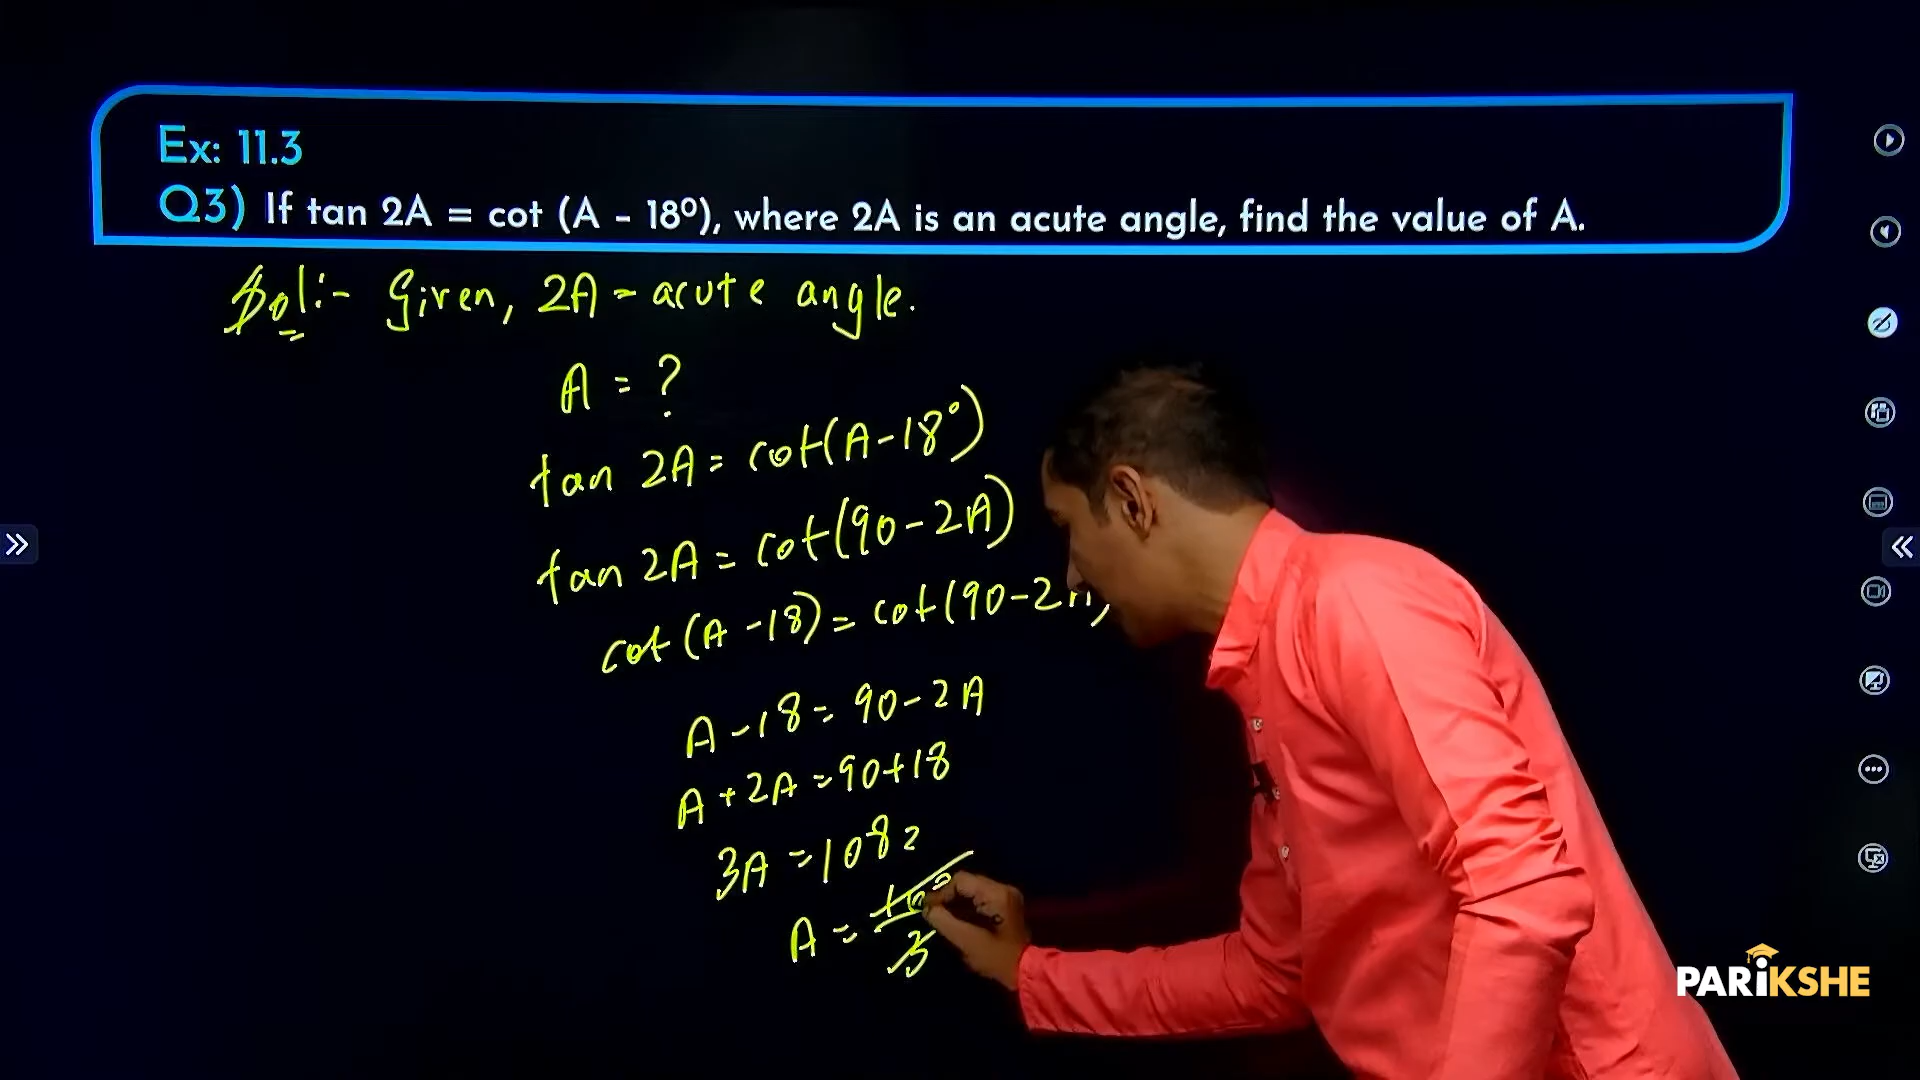 Ex: 11.3
Q3) If tan 2A = cot (A - 18º), where 2A is an acute angle, find the value of A.
Sol:- Given, 2A - acute angle.
A = ?
tan 2A = cot(A-18°)
tan 2A = cot(90-2A)
cot(A-18) = cot(90-2
A-18 = 90-2A
A+2A = 90+18
3A = 108
A = 
3
PARiKSHE